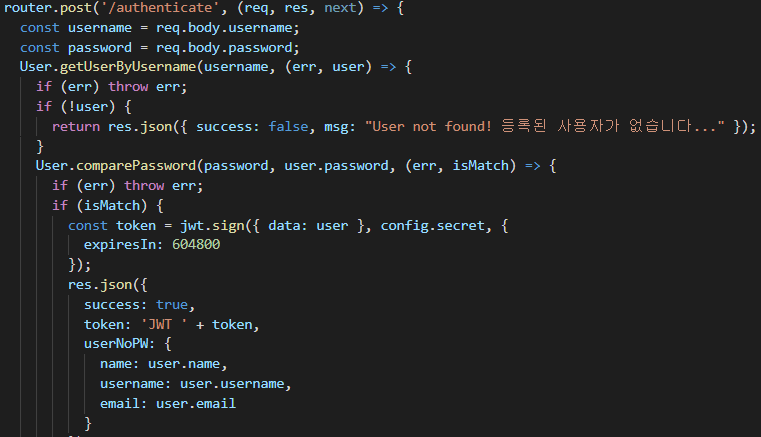 router.post('/authenticate', (req, res, next) => {
const username = req.body.username;
const password = req.body.password;
User.getUserByUsername(username, (err, user) => {
if (err) throw err;
if (!user) {
return res.json({ success: false, msg: "User not found! 등록된 사용자가 없습니다..." });
}
User.comparePassword(password, user.password, (err, isMatch) => {
if (err) throw err;
if (isMatch) {
const token = jwt.sign({ data: user }, config.secret, {
expiresIn: 604800
});
res.json({
success: true,
token: 'JWT ' + token,
userNoPW: {
name: user.name,
username: user.username,
email: user.email
}